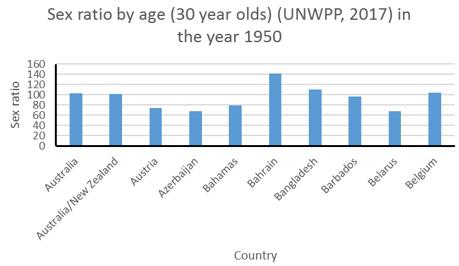 Sex ratio by age (30 year olds) (UNWPP, 2017) in
the year 1950
160
140
120
100
80
60
40
20
0
Sex ratio
Australia
Australia/New Zealand
Austria
Azerbaijan
Bahamas
Bahrain
Bangladesh
Barbados
Belarus
Belgium
Country